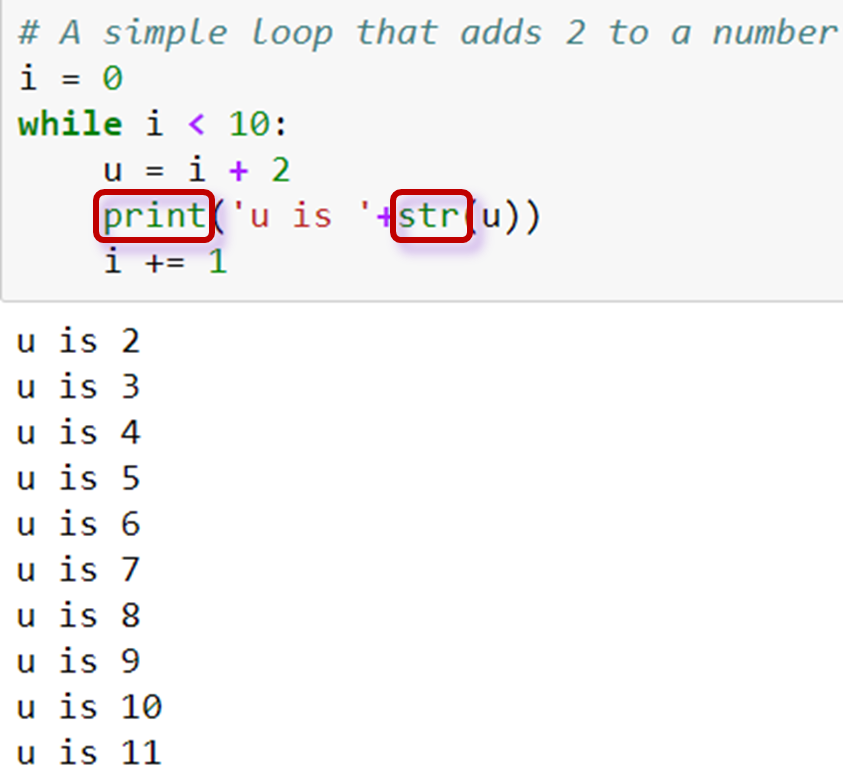 # A simple loop that adds 2 to a number
i = 0
while i < 10:
    u = i + 2
    print('u is '+str(u))
    i += 1
u is 2
u is 3
u is 4
u is 5
u is 6
u is 7
u is 8
u is 9
u is 10
u is 11